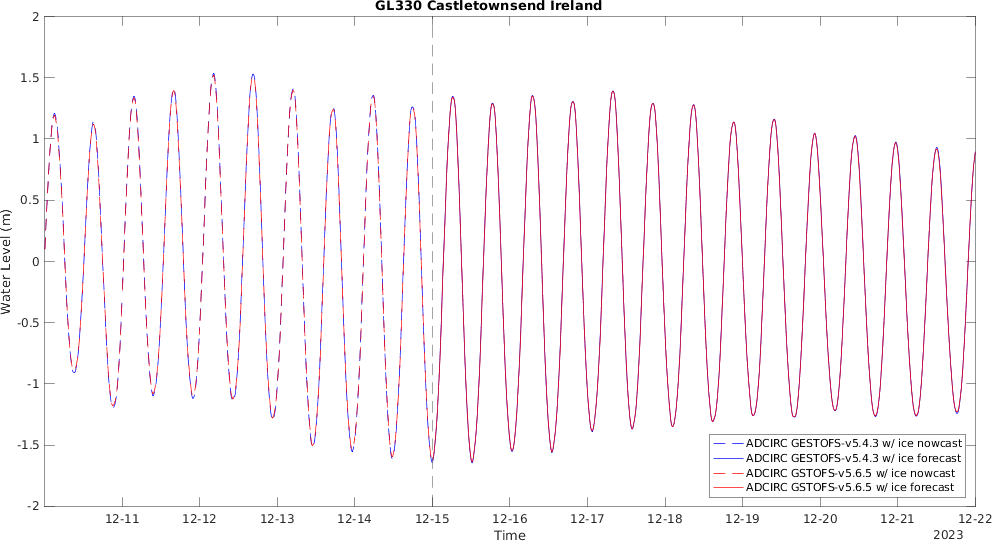 GL330 Castletownsend Ireland
2
1.5
1
0.5
0
-0.5
-1
-1.5
-2
Water Level (m)
ADCIRC GESTOFS-v5.4.3 w/ ice nowcast
ADCIRC GESTOFS-v5.4.3 w/ ice forecast
ADCIRC GSTOFS-v5.6.5 w/ ice nowcast
ADCIRC GSTOFS-v5.6.5 w/ ice forecast
12-11 12-12 12-13 12-14 12-15 12-16 12-17 12-18 12-19 12-20 12-21 12-22
Time
2023